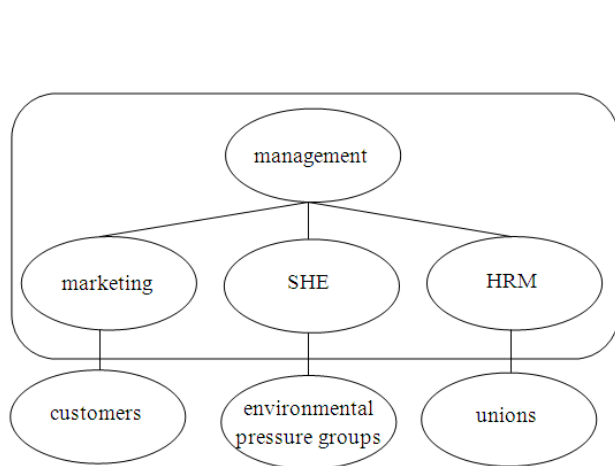 management
marketing
SHE
HRM
customers
environmental
pressure groups
unions